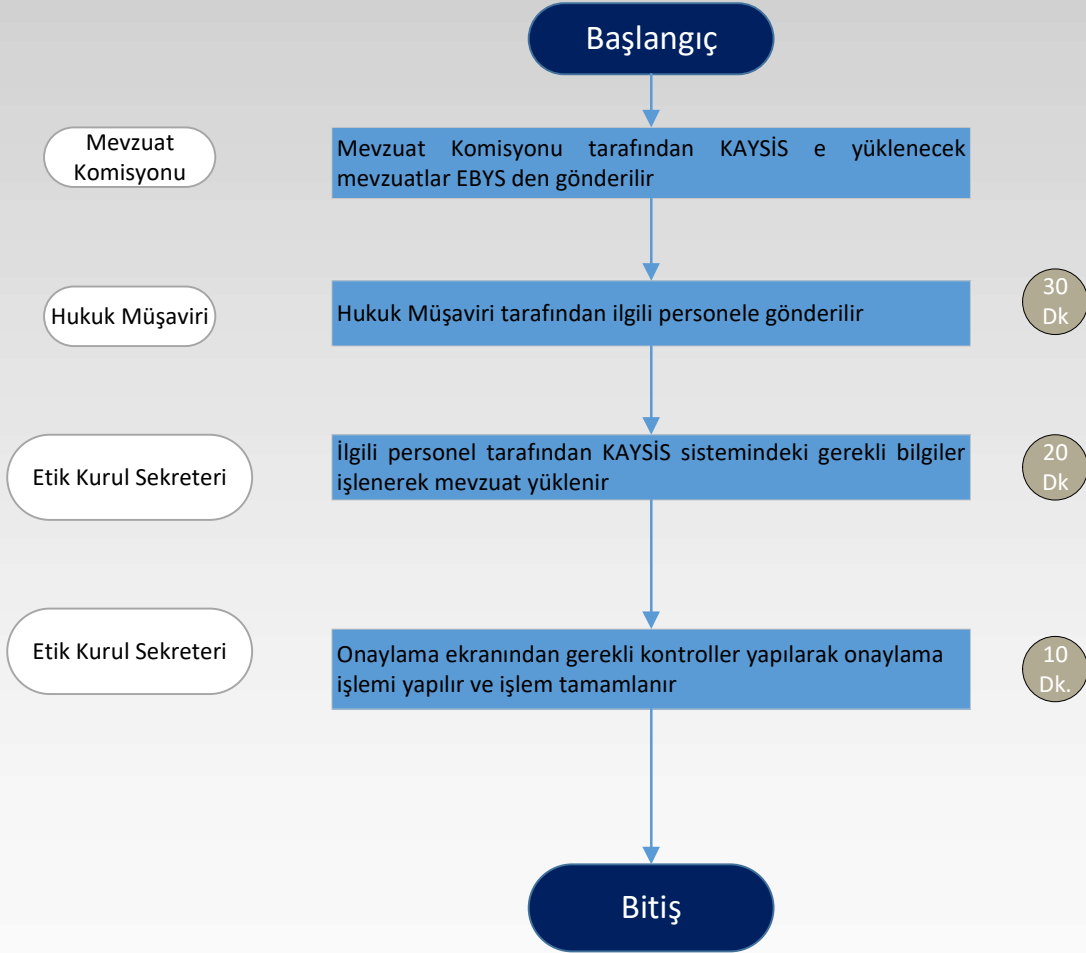 Başlangıç
Mevzuat
Komisyonu
Mevzuat Komisyonu tarafından KAYSİS e yüklenecek
mevzuatlar EBYS den gönderilir
Hukuk Müşaviri
Hukuk Müşaviri tarafından ilgili personele gönderilir
30
Dk
Etik Kurul Sekreteri
İlgili personel tarafından KAYSİS sistemindeki gerekli bilgiler
işlenerek mevzuat yüklenir
20
Dk
Etik Kurul Sekreteri
Onaylama ekranından gerekli kontroller yapılarak onaylama
işlemi yapılır ve işlem tamamlanır
10
Dk.
Bitiş